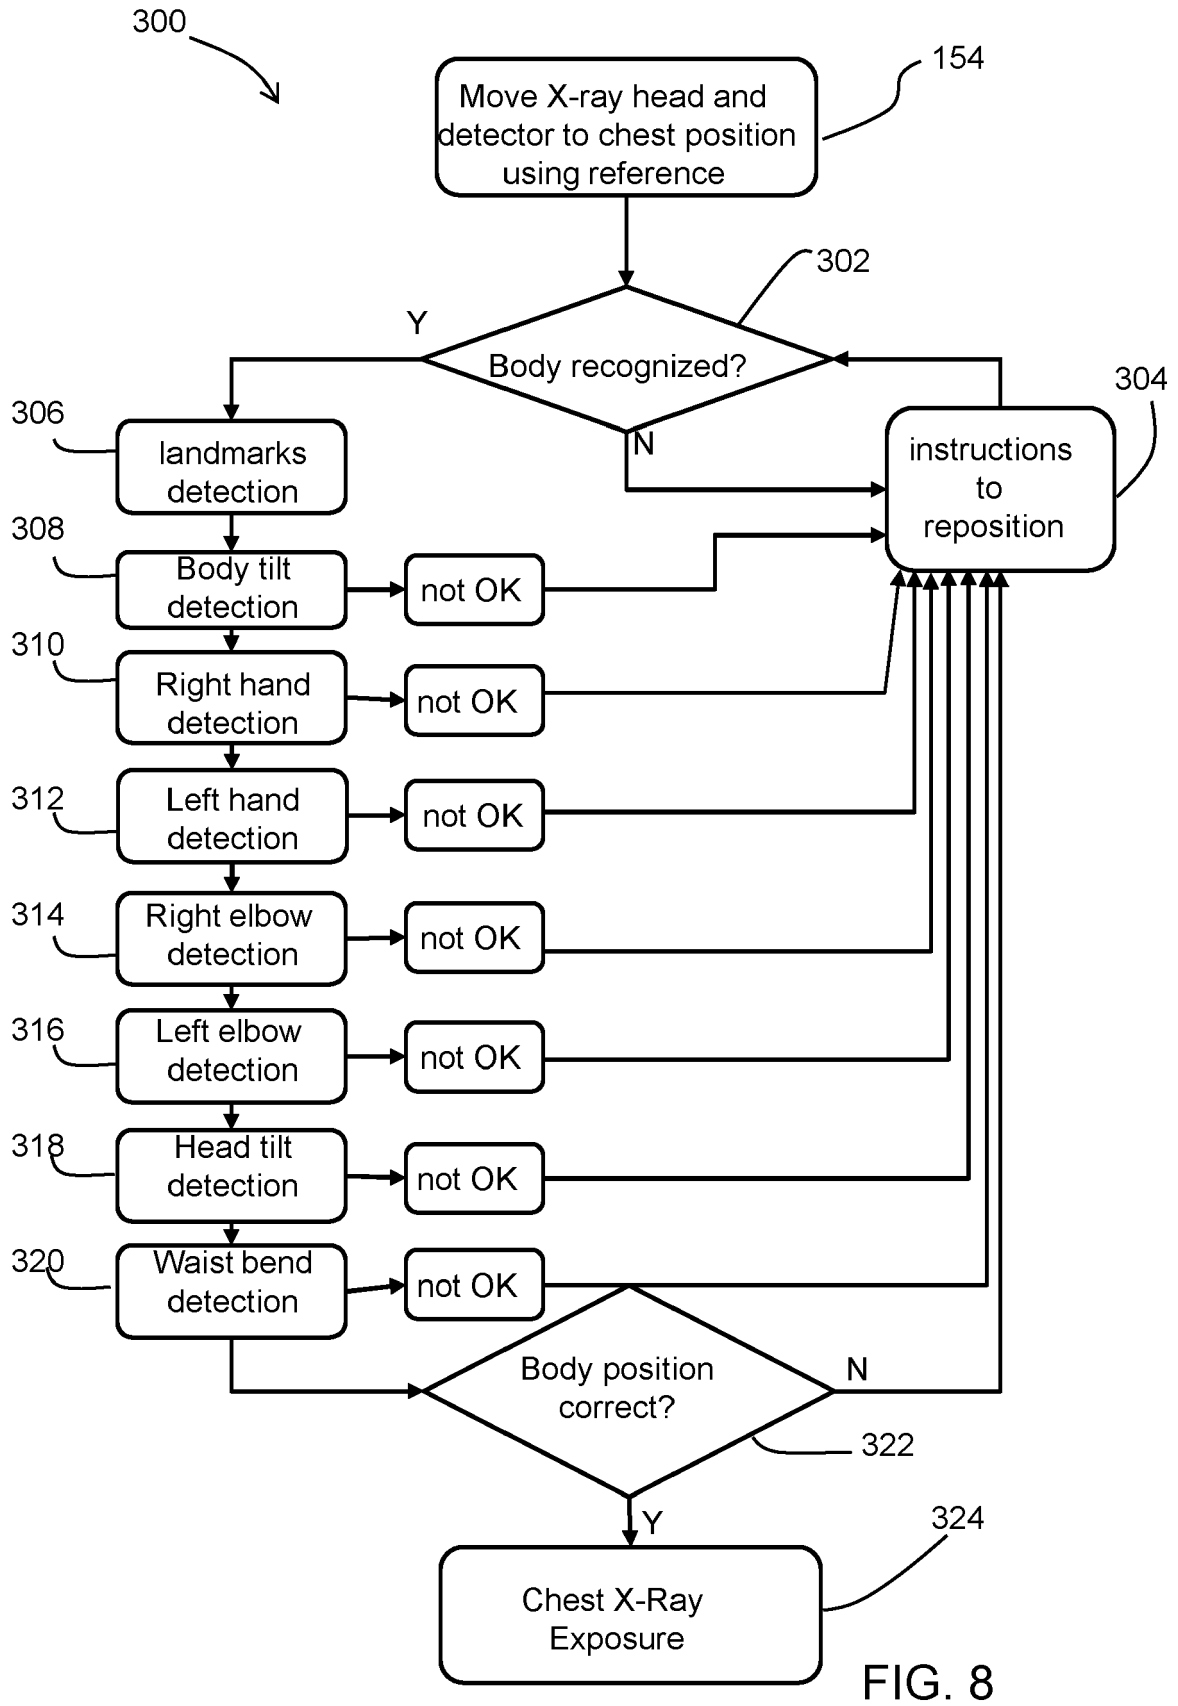 300
154
Move X-ray head and
detector to chest position
using reference
302
Y
Body recognized?
304
N
306
landmarks
detection
instructions
to
reposition
308
Body tilt
detection
not OK
310
Right hand
detection
not OK
312
Left hand
detection
not OK
314
Right elbow
detection
not OK
316
Left elbow
detection
not OK
318
Head tilt
detection
not OK
320
Waist bend
detection
not OK
Body position
correct?
N
322
Y
324
Chest X-Ray
Exposure
FIG. 8